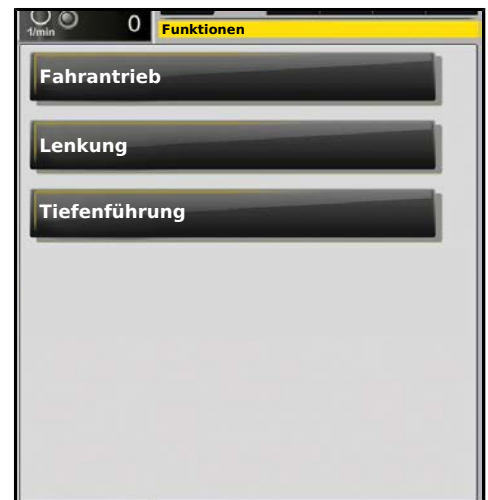 1/min 0 Funktionen
Fahrantrieb
Lenkung
Tiefenführung